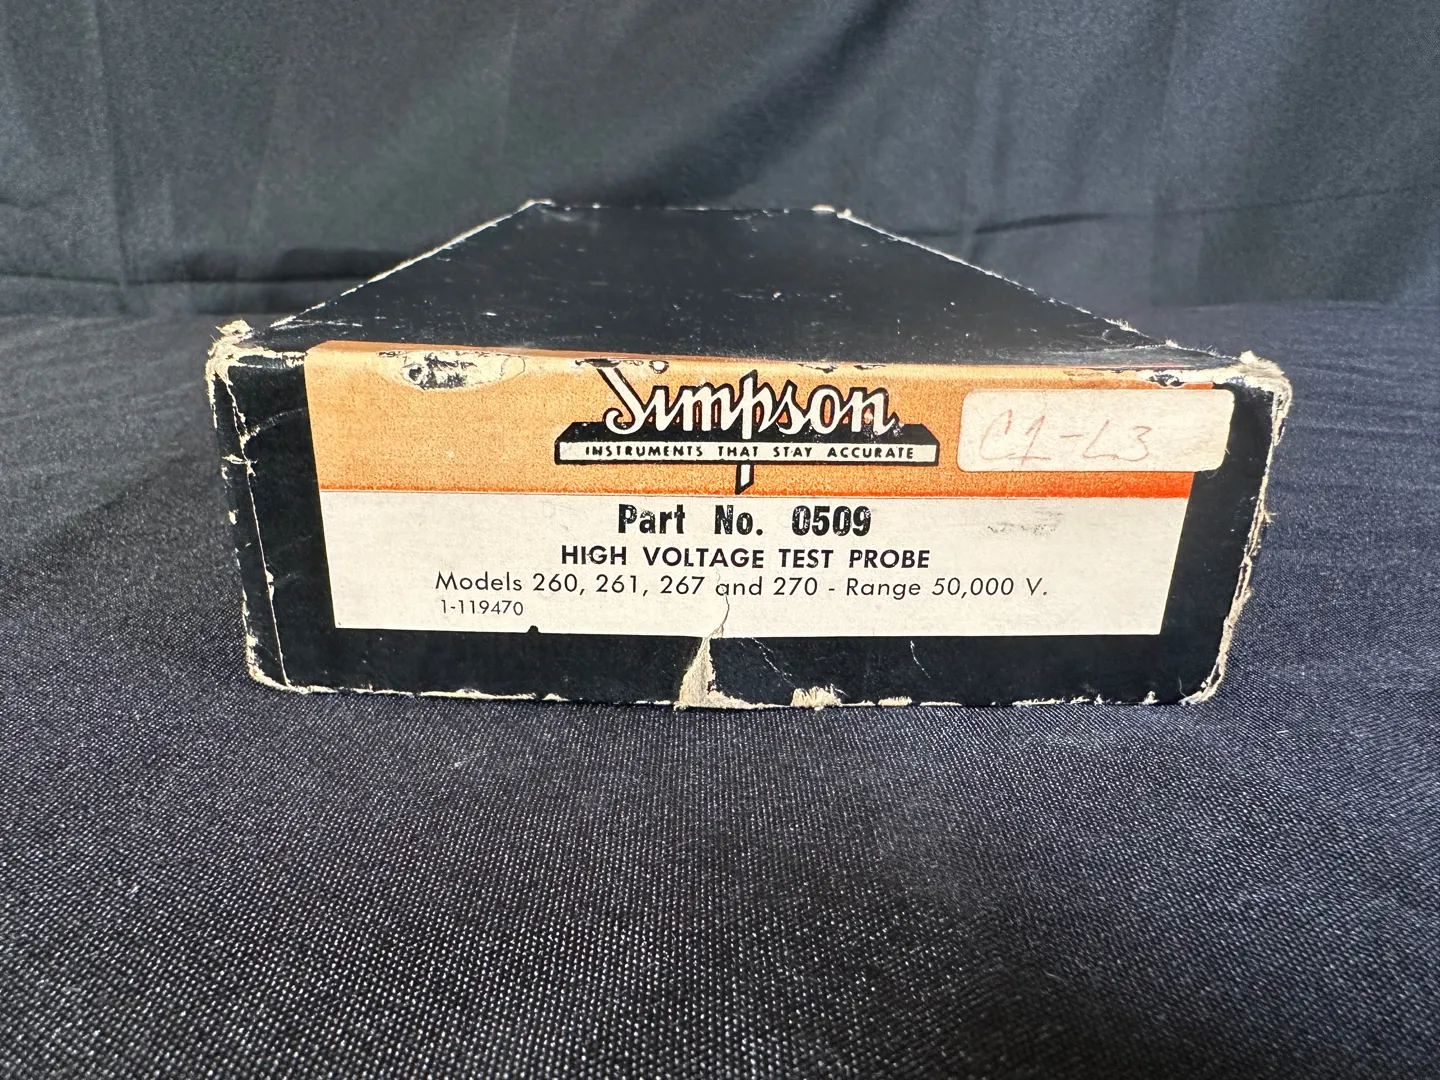 Simpson
INSTRUMENTS THAT STAY ACCURATE
C1-L3
Part No. 0509
HIGH VOLTAGE TEST PROBE
Models 260, 261, 267 and 270 - Range 50,000 V.
1-119470